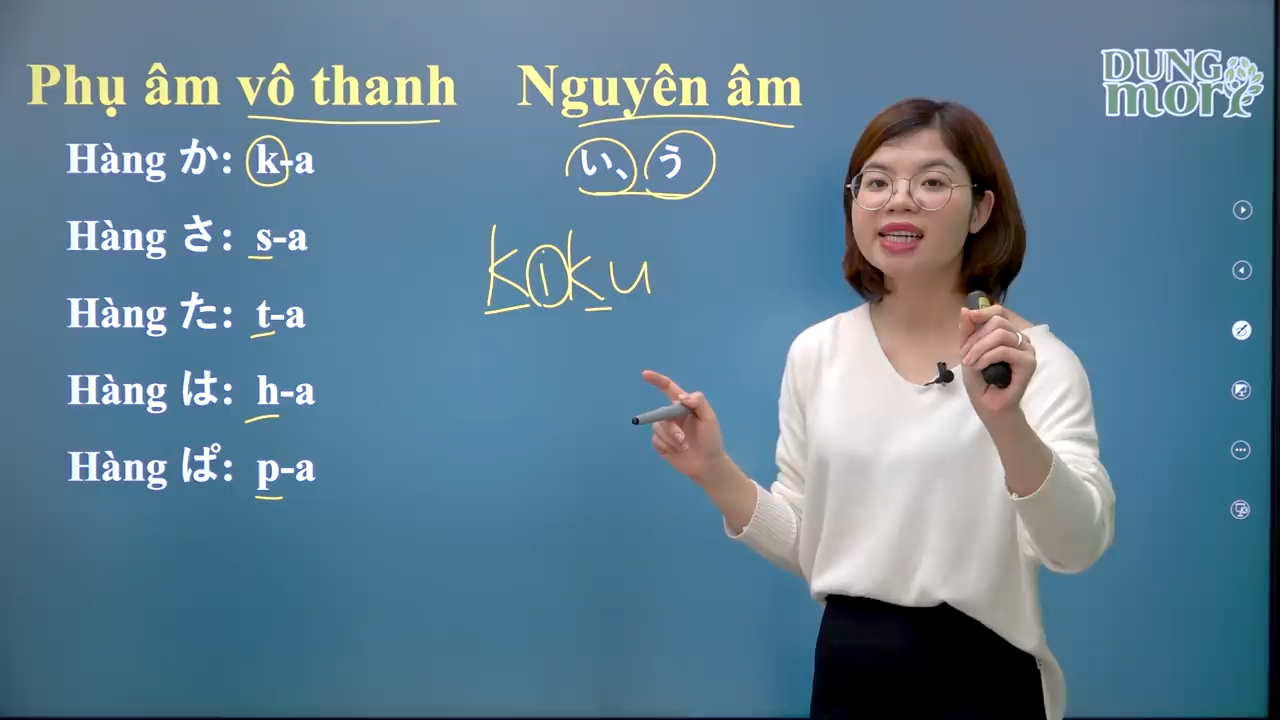 Phụ âm vô thanh
Nguyên âm
Hàng か: k-a
Hàng さ: s-a
Hàng た: t-a
Hàng は: h-a
Hàng ぱ: p-a
い、う
kiku
DUNG
mori